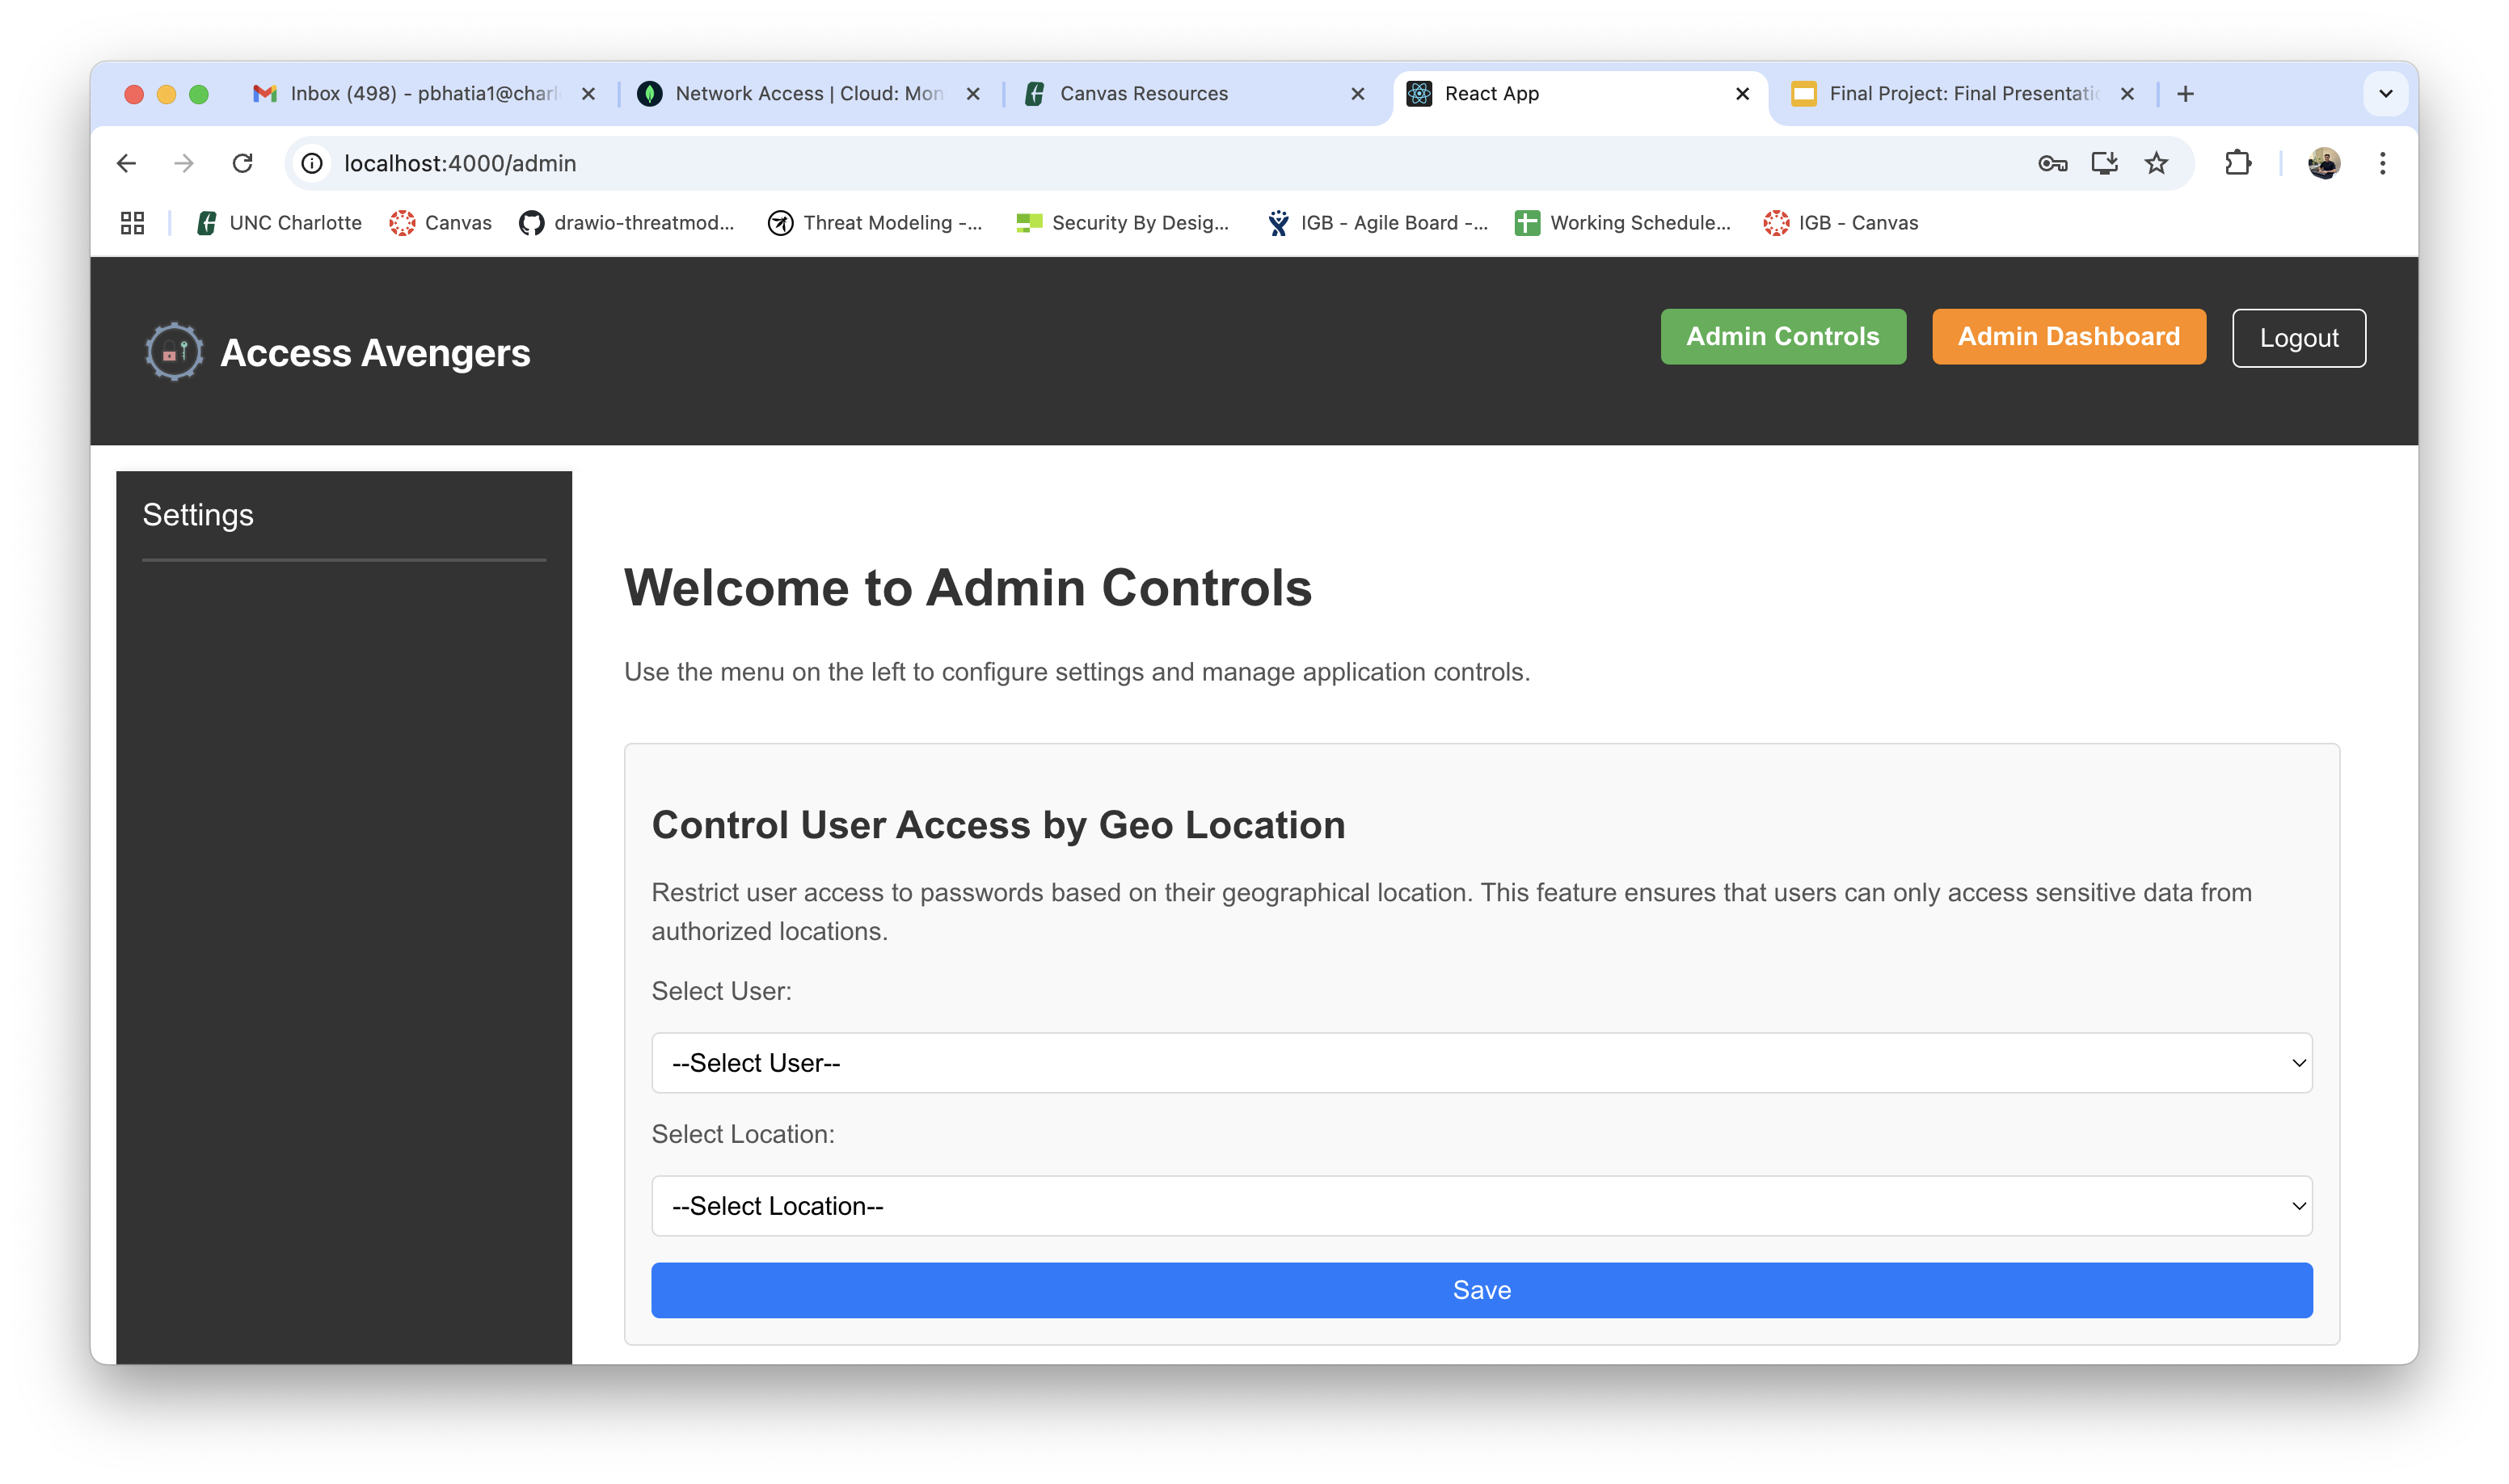 Inbox (498) - pbhatia1@charl
Network Access | Cloud: Mon
Canvas Resources
React App
Final Project: Final Presentatio
localhost:4000/admin
UNC Charlotte
Canvas
drawio-threatmod...
Threat Modeling -...
Security By Desig...
IGB - Agile Board -...
Working Schedule...
IGB - Canvas
Access Avengers
Admin Controls
Admin Dashboard
Logout
Settings
Welcome to Admin Controls
Use the menu on the left to configure settings and manage application controls.
Control User Access by Geo Location
Restrict user access to passwords based on their geographical location. This feature ensures that users can only access sensitive data from
authorized locations.
Select User:
--Select User--
Select Location:
--Select Location--
Save